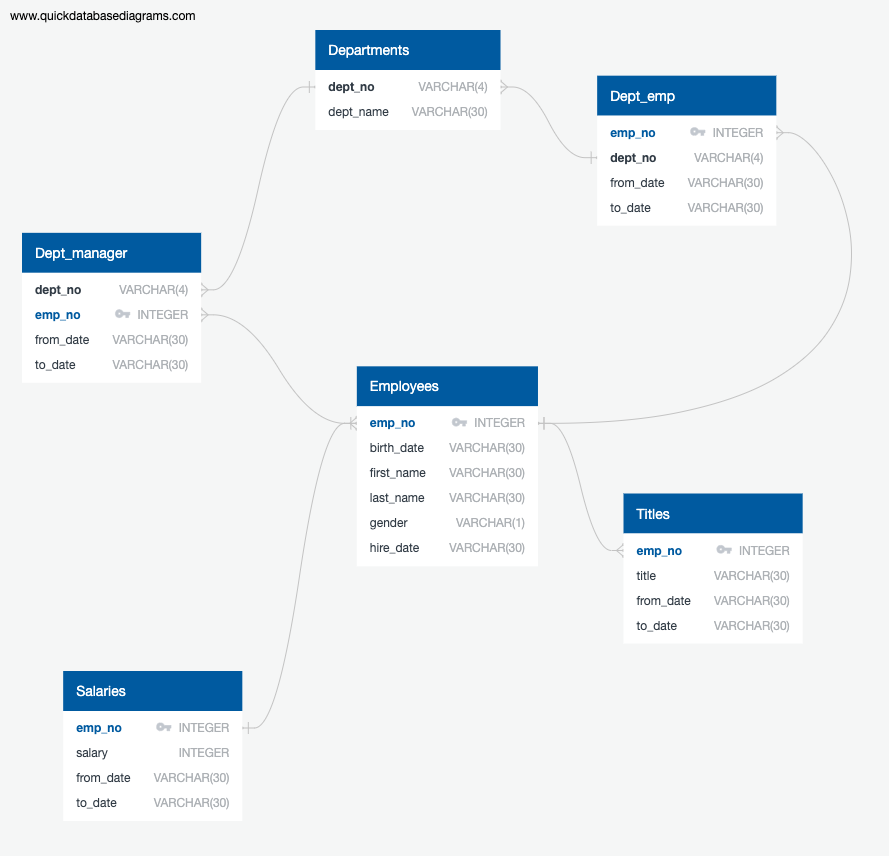 www.quickdatabasediagrams.com
Departments
dept_no VARCHAR(4)
dept_name VARCHAR(30)
Dept_emp
emp_no INTEGER
dept_no VARCHAR(4)
from_date VARCHAR(30)
to_date VARCHAR(30)
Dept_manager
dept_no VARCHAR(4)
emp_no INTEGER
from_date VARCHAR(30)
to_date VARCHAR(30)
Employees
emp_no INTEGER
birth_date VARCHAR(30)
first_name VARCHAR(30)
last_name VARCHAR(30)
gender VARCHAR(1)
hire_date VARCHAR(30)
Titles
emp_no INTEGER
title VARCHAR(30)
from_date VARCHAR(30)
to_date VARCHAR(30)
Salaries
emp_no INTEGER
salary INTEGER
from_date VARCHAR(30)
to_date VARCHAR(30)